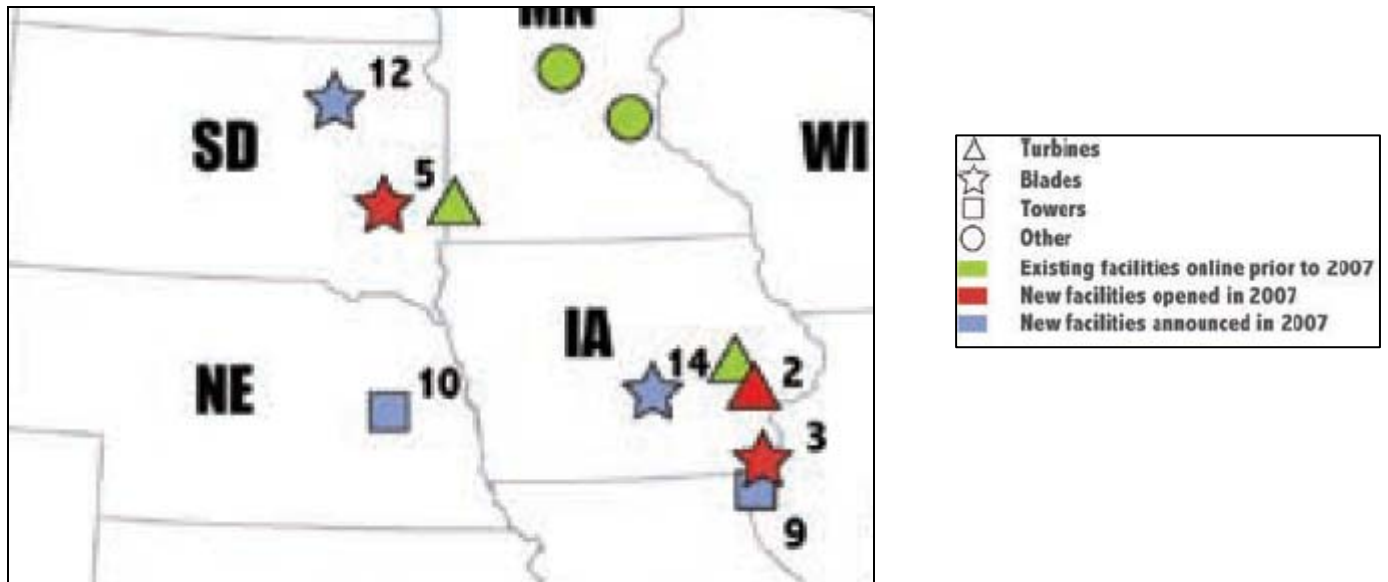 MN
12
SD
WI
5
IA
14
2
NE
10
3
9
Turbines
Blades
Towers
Other
Existing facilities online prior to 2007
New facilities opened in 2007
New facilities announced in 2007